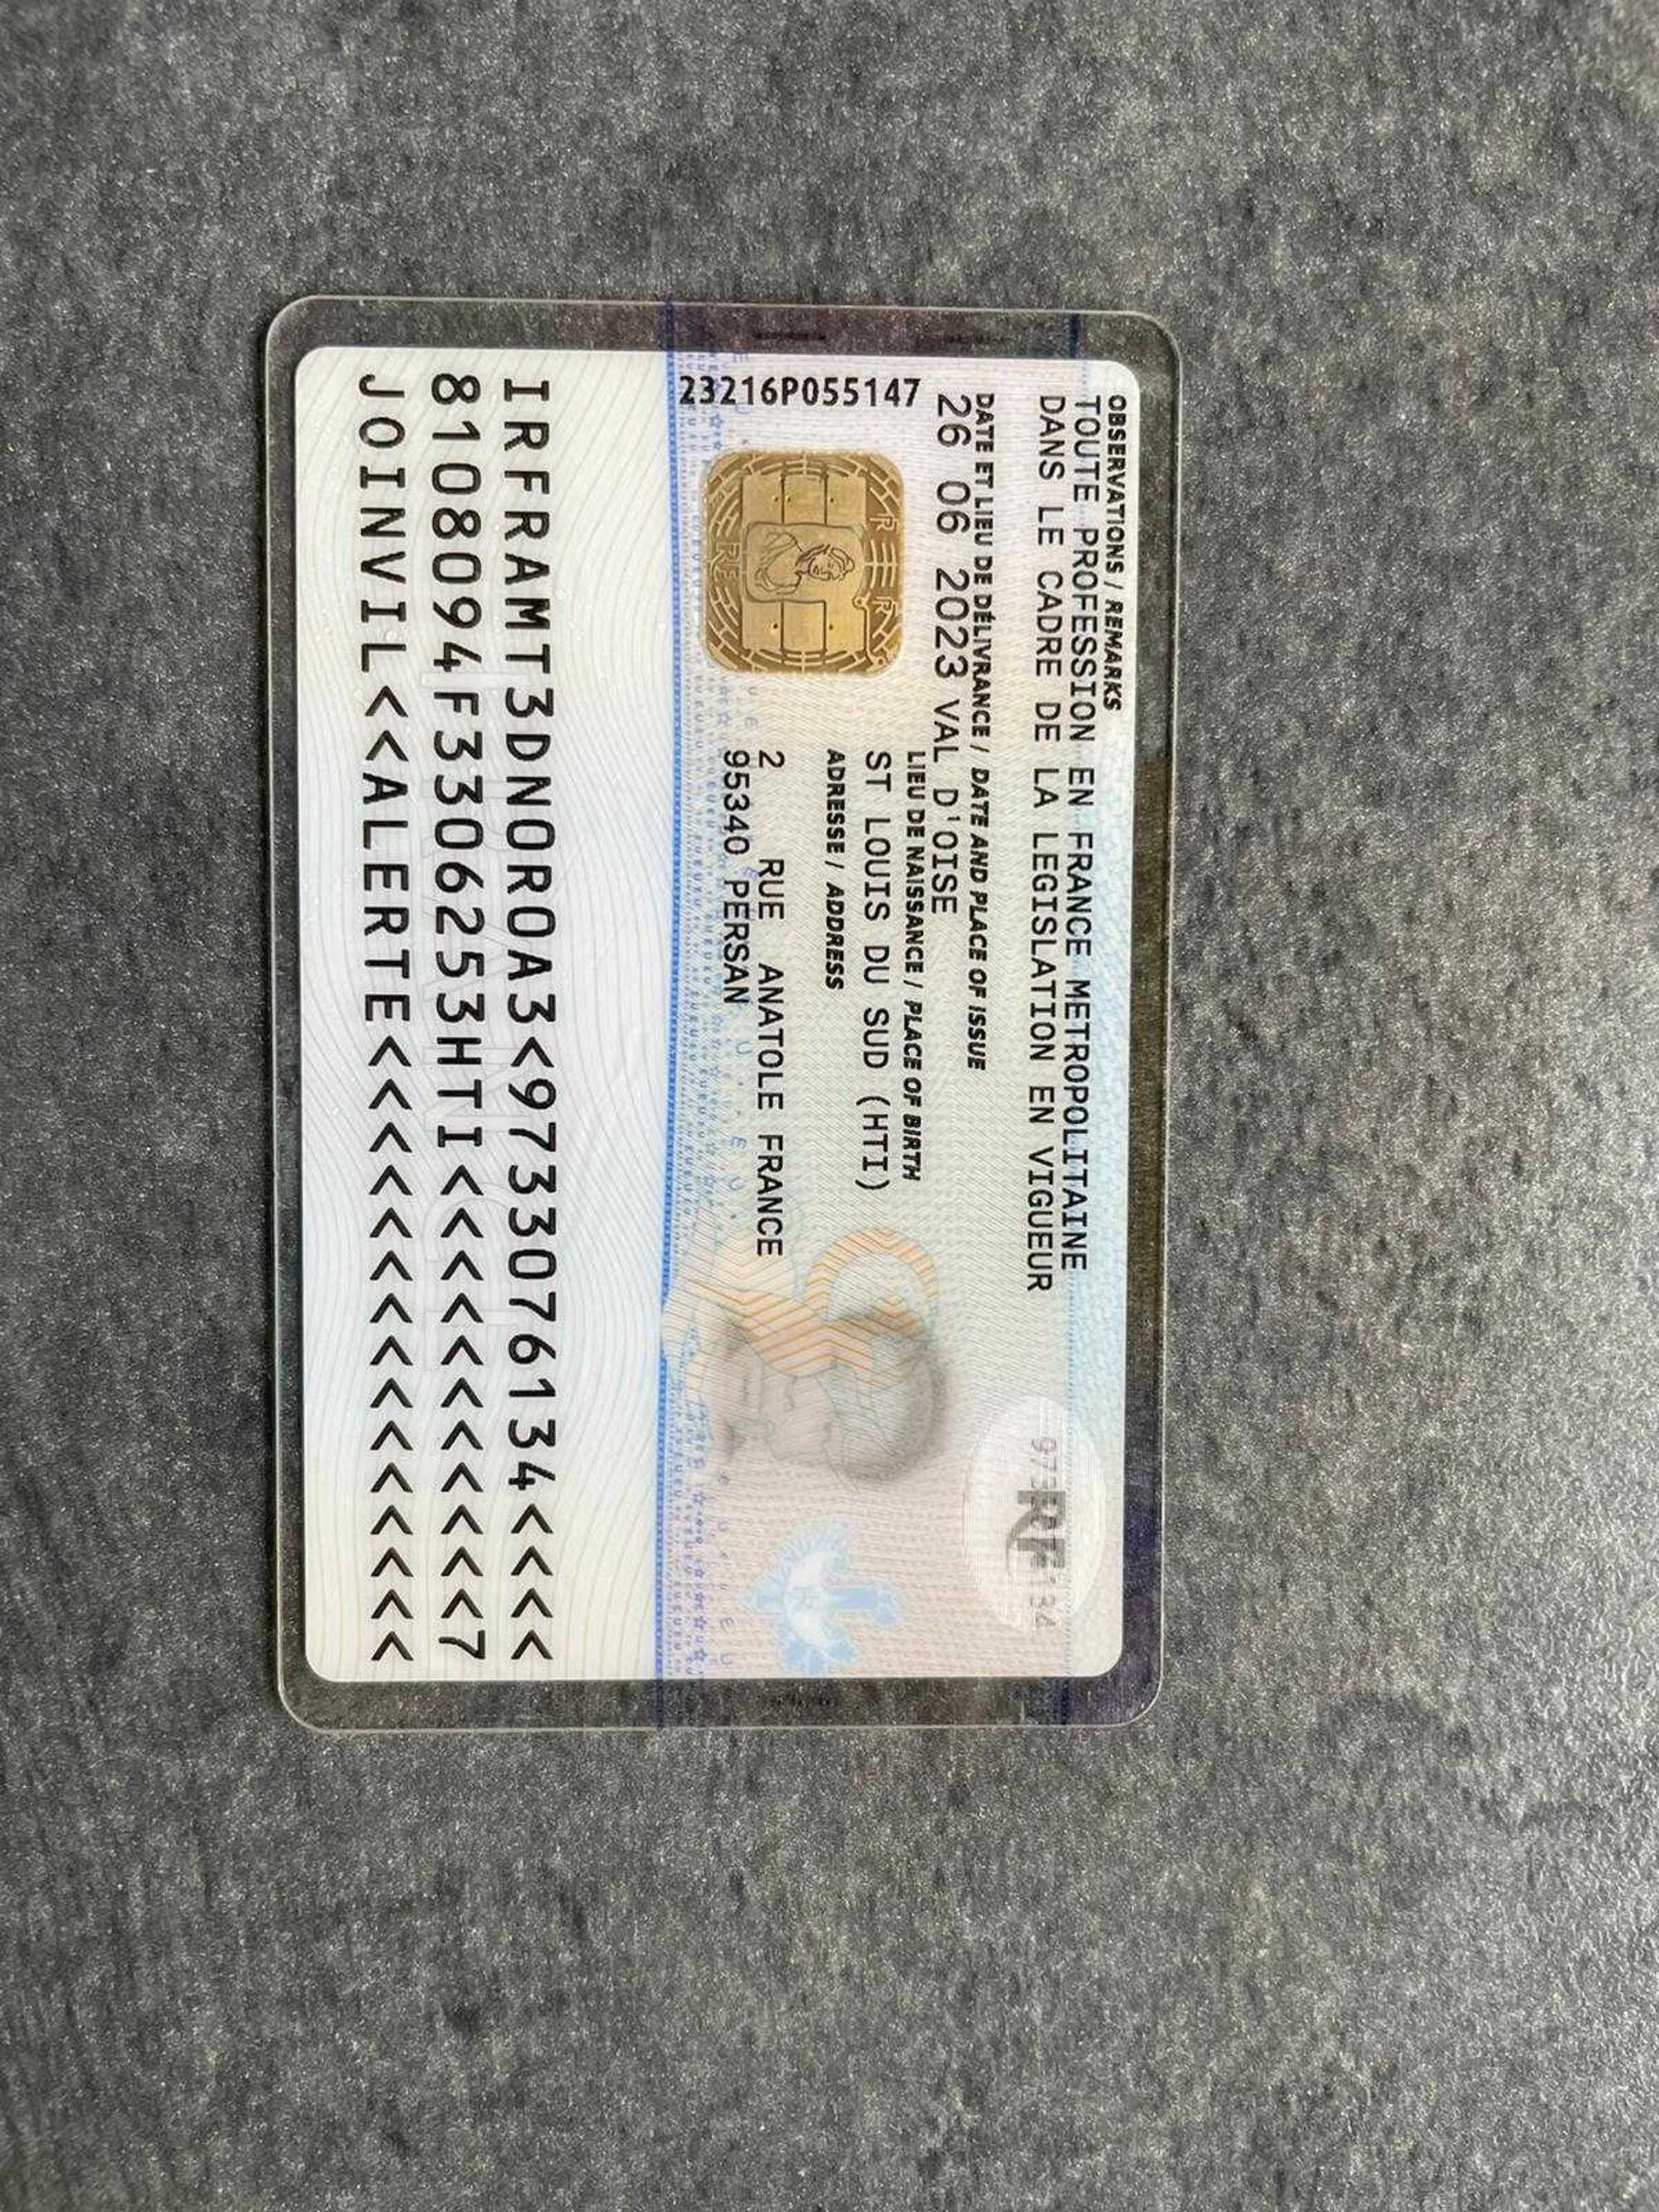 OBSERVATIONS / REMARKS
TOUTE PROFESSION EN FRANCE METROPOLITAINE
DANS LE CADRE DE LA LEGISLATION EN VIGUEUR
DATE ET LIEU DE DÉLIVRANCE / DATE AND PLACE OF ISSUE
26 06 2023 VAL D'OISE
LIEU DE NAISSANCE / PLACE OF BIRTH
ST LOUIS DU SUD (HTI)
ADRESSE / ADDRESS
2 RUE ANATOLE FRANCE
95340 PERSAN
23216P055147
RF
IRFFRAMT3DNOROA3<9733076134<<<<
8108094F3306253HTI<<<<<<<<<<<7
JOINVIL<<ALERTE<<<<<<<<<<<<<<<